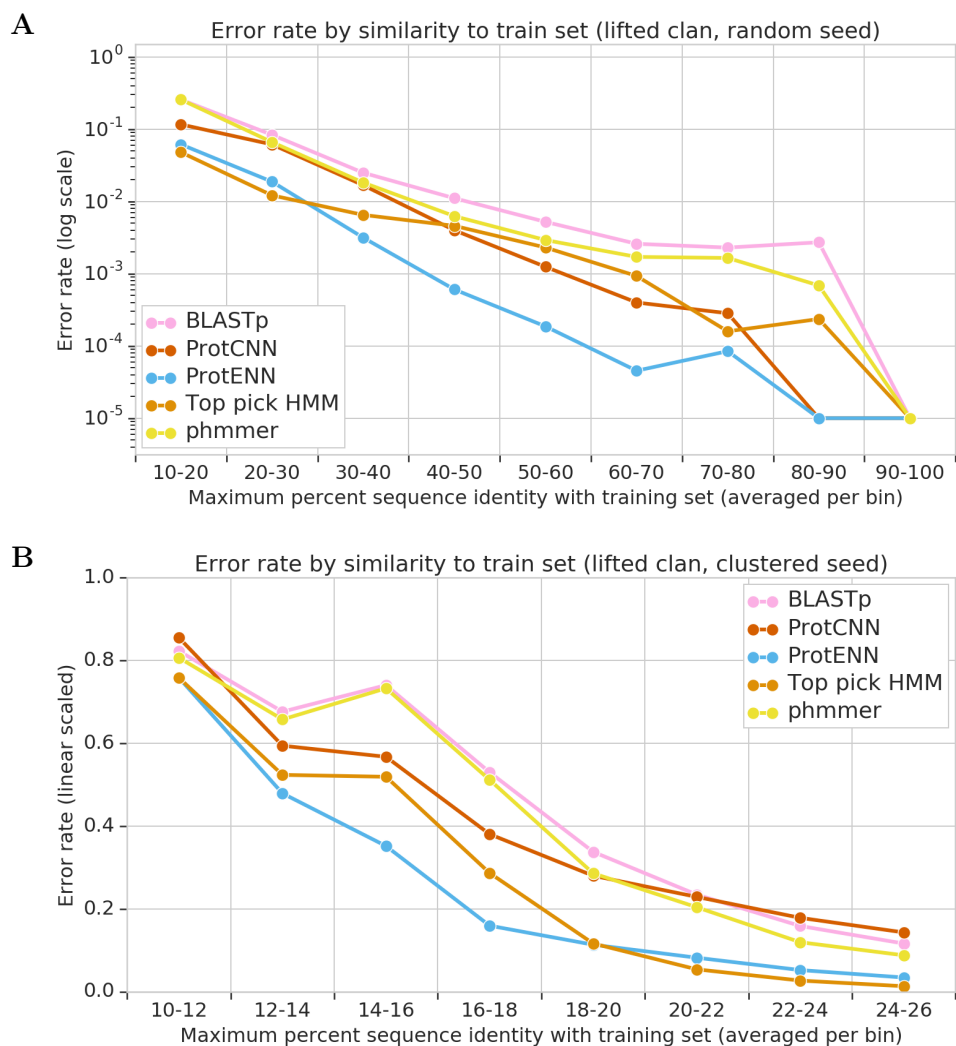 A
Error rate by similarity to train set (lifted clan, random seed)
Error rate (log scale)
10^0
10^-1
10^-2
10^-3
10^-4
10^-5
BLASTp
ProtCNN
ProtENN
Top pick HMM
phmmer
10-20 20-30 30-40 40-50 50-60 60-70 70-80 80-90 90-100
Maximum percent sequence identity with training set (averaged per bin)
B
Error rate by similarity to train set (lifted clan, clustered seed)
Error rate (linear scaled)
1.0
0.8
0.6
0.4
0.2
0.0
BLASTp
ProtCNN
ProtENN
Top pick HMM
phmmer
10-12 12-14 14-16 16-18 18-20 20-22 22-24 24-26
Maximum percent sequence identity with training set (averaged per bin)